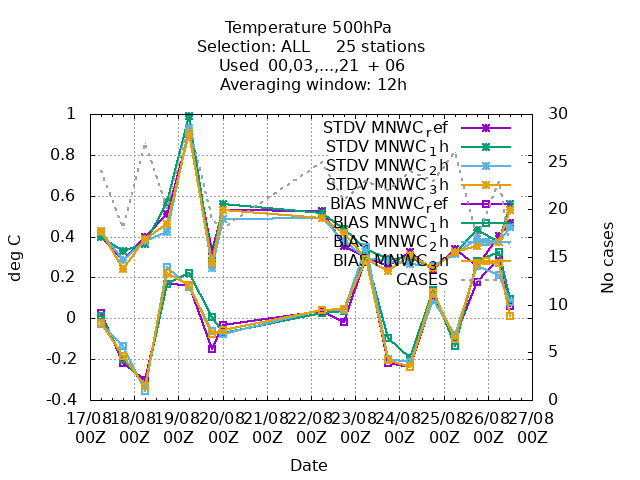 Temperature 500hPa
Selection: ALL 25 stations
Used 00,03,...,21 + 06
Averaging window: 12h
1
0.8
0.6
0.4
0.2
0
-0.2
-0.4
deg C
30
25
20
15
10
5
0
No cases
STDV MNWC_ref
STDV MNWC_1h
STDV MNWC_2h
STDV MNWC_3h
BIAS MNWC_ref
BIAS MNWC_1h
BIAS MNWC_2h
BIAS MNWC_3h
CASES
17/08 18/08 19/08 20/08 21/08 22/08 23/08 24/08 25/08 26/08 27/08
00Z 00Z 00Z 00Z 00Z 00Z 00Z 00Z 00Z 00Z 00Z
Date